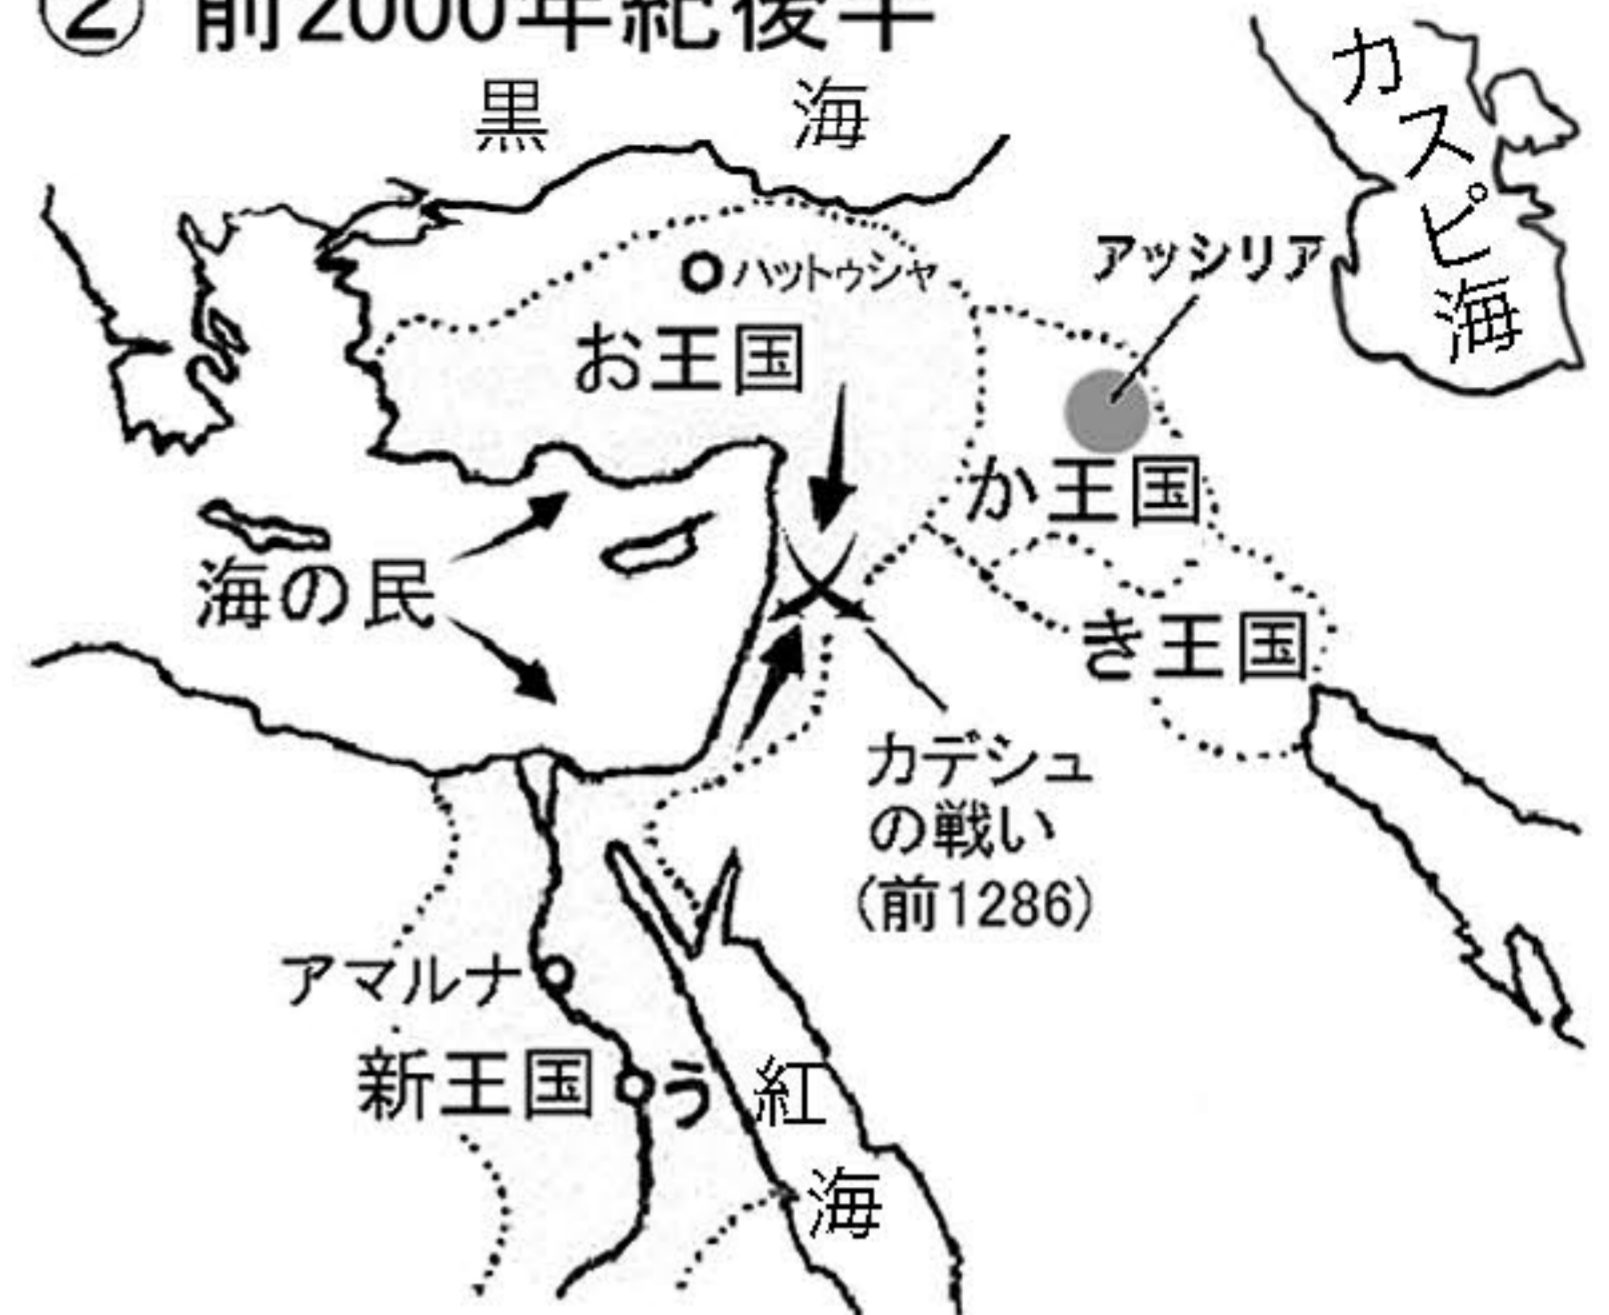 ② 前2000年紀後半
黒海
カスピ海
アッシリア
ハットゥシャ
お王国
か王国
海の民
き王国
カデシュ
の戦い
(前1286)
アマルナ
新王国
う
紅海